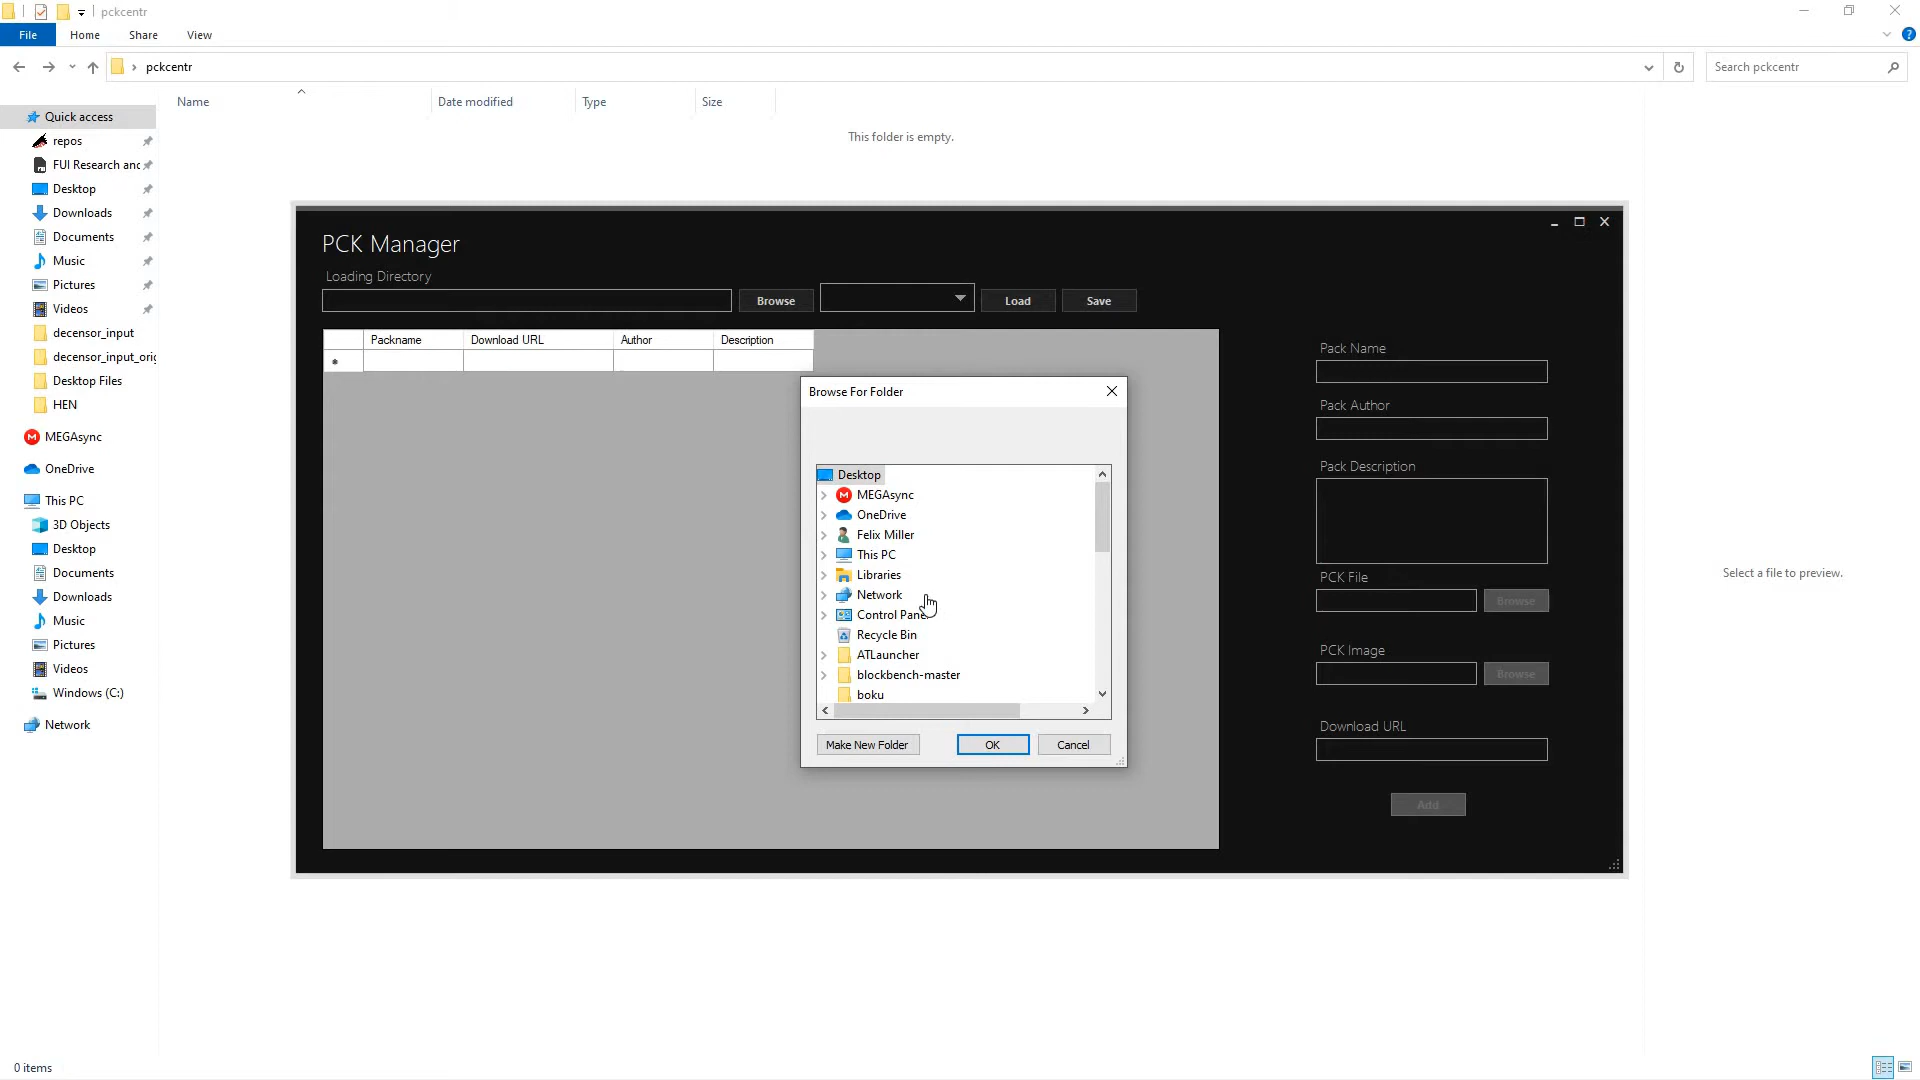 pckcentr
File
Home
Share
View
pckcentr
Search pckcentr
Name
Date modified
Type
Size
This folder is empty.
Quick access
repos
FUI Research and
Desktop
Downloads
Documents
Music
Pictures
Videos
decensor_input
decensor_input_orig
Desktop Files
HEN
MEGAsync
OneDrive
This PC
3D Objects
Desktop
Documents
Downloads
Music
Pictures
Videos
Windows (C:)
Network
PCK Manager
Loading Directory
Browse
Load
Save
Packname
Download URL
Author
Description
Browse For Folder
Desktop
MEGAsync
OneDrive
Felix Miller
This PC
Libraries
Network
Control Pane
Recycle Bin
ATLauncher
blockbench-master
boku
Make New Folder
OK
Cancel
Pack Name
Pack Author
Pack Description
PCK File
Browse
PCK Image
Browse
Download URL
Add
Select a file to preview.
0 items